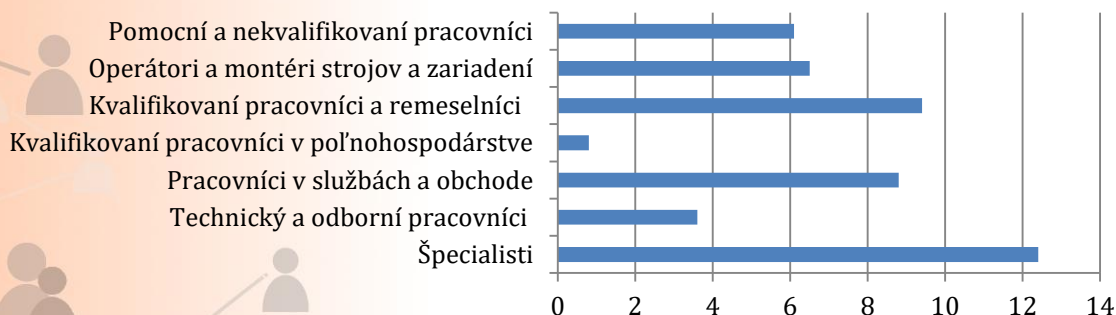 Pomocní a nekvalifikovaní pracovníci
Operátori a montéri strojov a zariadení
Kvalifikovaní pracovníci a remeselníci
Kvalifikovaní pracovníci v poľnohospodárstve
Pracovníci v službách a obchode
Technický a odborní pracovníci
Špecialisti
0 2 4 6 8 10 12 14